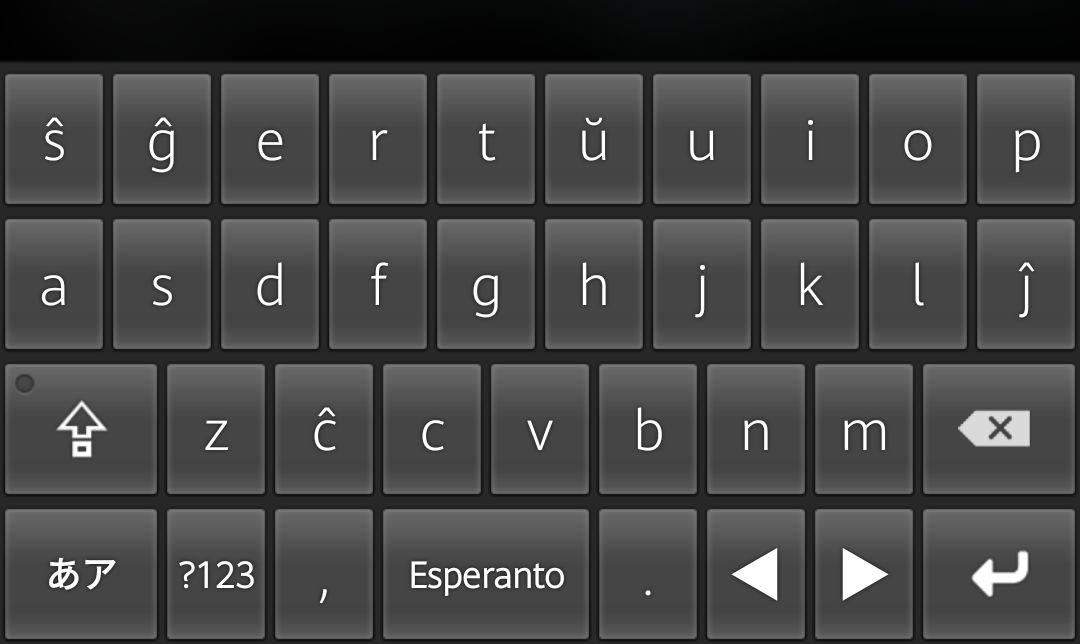 ŝ ĝ e r t ŭ u i o p
a s d f g h j k l ĵ
z ĉ c v b n m
あア ?123 , Esperanto .